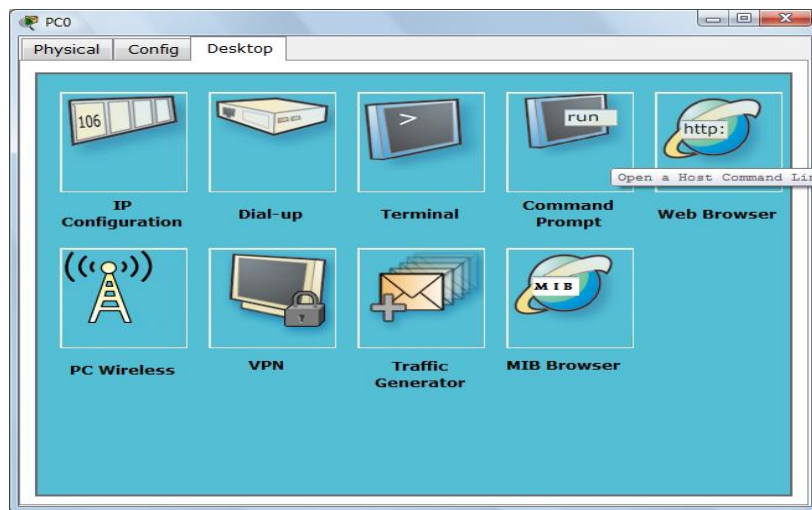 PC0
Physical Config Desktop
106
>
run
http:
Open a Host Command Lin
IP
Configuration
Dial-up
Terminal
Command
Prompt
Web Browser
MIB
PC Wireless
VPN
Traffic
Generator
MIB Browser